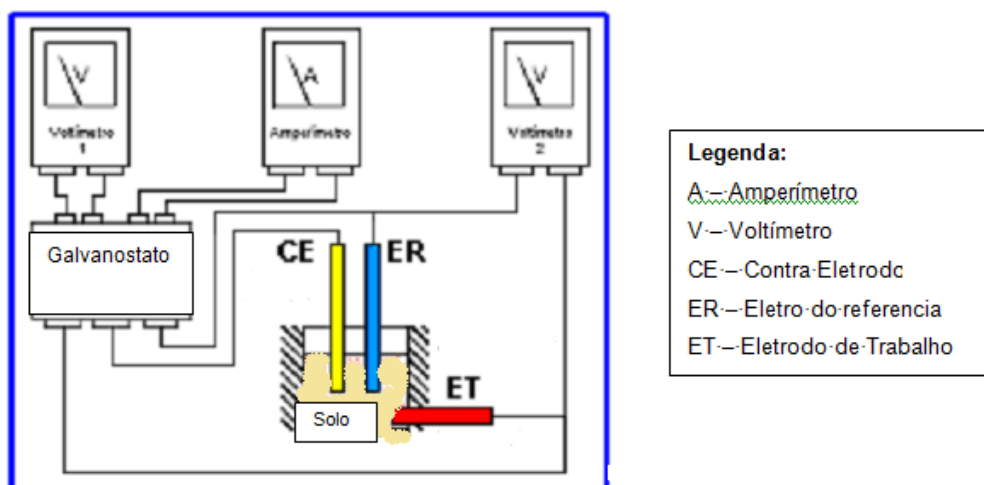 V
A
V
Voltímetro
1
Amperímetro
Voltímetro
2
Galvanostato
CE
ER
ET
Solo
Legenda:
A·–·Amperímetro
V·–·Voltímetro
CE·–·Contra·Eletrodc
ER·–·Eletro·do·referencia
ET·–·Eletrodo·de·Trabalho